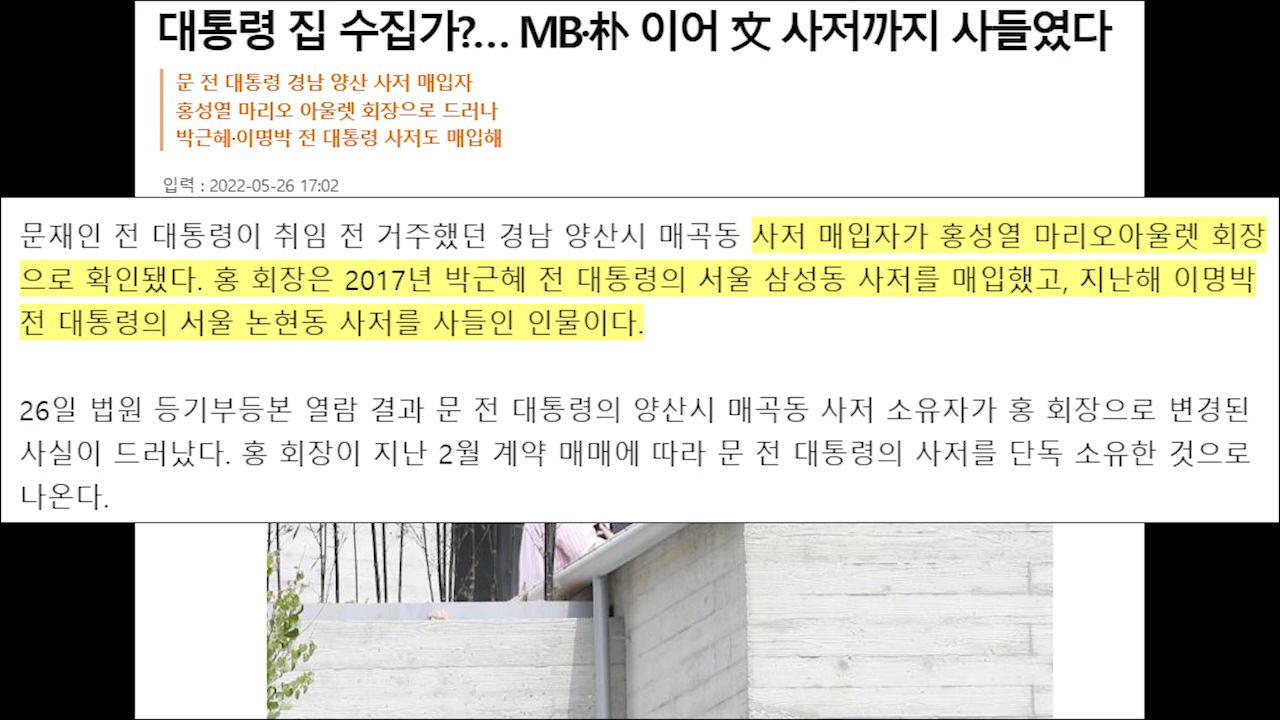 대통령 집 수집가?… MB·朴 이어 文 사저까지 사들였다
문 전 대통령 경남 양산 사저 매입자
홍성열 마리오 아울렛 회장으로 드러나
박근혜·이명박 전 대통령 사저도 매입해
입력 : 2022-05-26 17:02
문재인 전 대통령이 취임 전 거주했던 경남 양산시 매곡동 사저 매입자가 홍성열 마리오아울렛 회장
으로 확인됐다. 홍 회장은 2017년 박근혜 전 대통령의 서울 삼성동 사저를 매입했고, 지난해 이명박
전 대통령의 서울 논현동 사저를 사들인 인물이다.
26일 법원 등기부등본 열람 결과 문 전 대통령의 양산시 매곡동 사저 소유자가 홍 회장으로 변경된
사실이 드러났다. 홍 회장이 지난 2월 계약 매매에 따라 문 전 대통령의 사저를 단독 소유한 것으로
나온다.